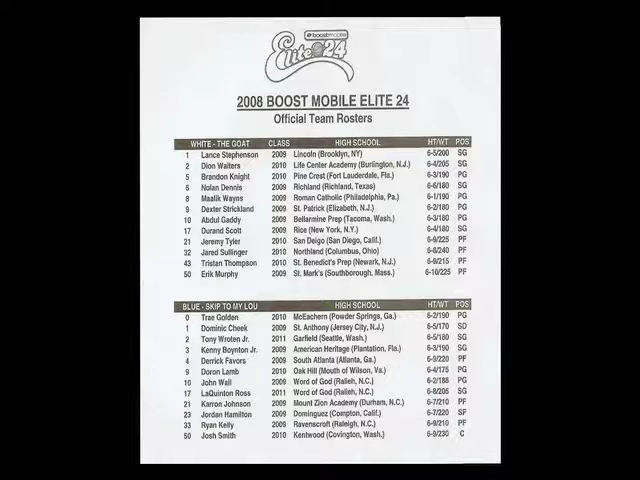 boostmobile
Elite 24
2008 BOOST MOBILE ELITE 24
Official Team Rosters
WHITE - THE GOAT CLASS HIGH SCHOOL HT/WT POS
1 Lance Stephenson 2009 Lincoln (Brooklyn, NY) 6-5/200 SG
2 Dion Waiters 2010 Life Center Academy (Burlington, N.J.) 6-4/205 SG
5 Brandon Knight 2010 Pine Crest (Fort Lauderdale, Fla.) 6-3/190 PG
6 Nolan Dennis 2009 Richland (Richland, Texas) 6-6/180 SG
8 Maalik Wayns 2009 Roman Catholic (Philadelphia, Pa.) 6-1/190 PG
9 Dexter Strickland 2009 St. Patrick (Elizabeth, N.J.) 6-2/180 PG
10 Abdul Gaddy 2009 Bellarmine Prep (Tacoma, Wash.) 6-3/180 PG
17 Durand Scott 2009 Rice (New York, N.Y.) 6-4/180 SG
21 Jeremy Tyler 2010 San Deigo (San Diego, Calif.) 6-9/225 PF
32 Jared Sullinger 2010 Northland (Columbus, Ohio) 6-8/240 PF
43 Tristan Thompson 2010 St. Benedict's Prep (Newark, N.J.) 6-9/215 PF
50 Erik Murphy 2009 St. Mark's (Southborough, Mass.) 6-10/225 PF
BLUE - SKIP TO MY LOU HIGH SCHOOL HT/WT POS
0 Trae Golden 2010 McEachern (Powder Springs, Ga.) 6-2/190 PG
1 Dominic Cheek 2009 St. Anthony (Jersey City, N.J.) 6-5/170 SD
2 Tony Wroten Jr. 2011 Garfield (Seattle, Wash.) 6-5/180 SG
3 Kenny Boynton Jr. 2009 American Heritage (Plantation, Fla.) 6-3/190 SG
4 Derrick Favors 2009 South Atlanta (Atlanta, Ga.) 6-9/220 PF
9 Doron Lamb 2010 Oak Hill (Mouth of Wilson, Va.) 6-4/175 PG
10 John Wall 2009 Word of God (Ralieh, N.C.) 6-2/188 PG
17 LaQuinton Ross 2011 Word of God (Ralieh, N.C.) 6-8/205 SG
21 Karron Johnson 2009 Mount Zion Academy (Durham, N.C.) 6-7/210 PF
23 Jordan Hamilton 2009 Dominguez (Compton, Calif.) 6-7/220 SF
33 Ryan Kelly 2009 Ravenscroft (Raleigh, N.C.) 6-9/210 PF
50 Josh Smith 2010 Kentwood (Covington, Wash.) 6-9/230 C